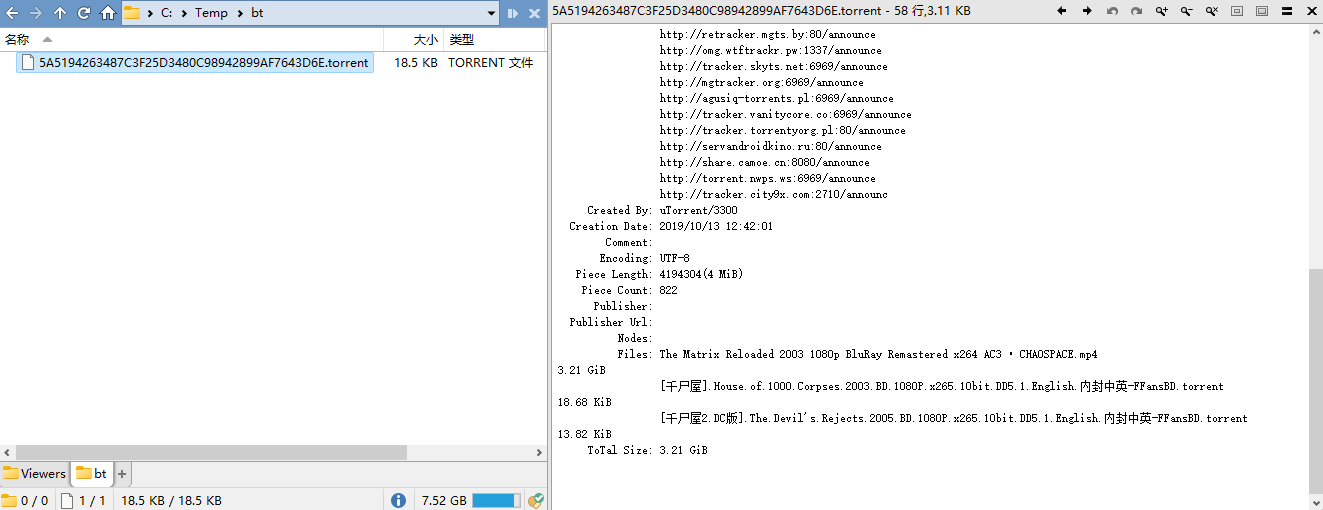 C: Temp bt
名称 大小 类型
5A5194263487C3F25D3480C98942899AF7643D6E.torrent 18.5 KB TORRENT 文件
Viewers bt +
0 / 0 1 / 1 18.5 KB / 18.5 KB 7.52 GB
5A5194263487C3F25D3480C98942899AF7643D6E.torrent - 58 行,3.11 KB
http://retracker.mgts.by:80/announce
http://omg.wtftrackr.pw:1337/announce
http://tracker.skyts.net:6969/announce
http://mgtracker.org:6969/announce
http://agusiq-torrents.pl:6969/announce
http://tracker.vanitycore.co:6969/announce
http://tracker.torrentyorg.pl:80/announce
http://servandroidkino.ru:80/announce
http://share.camoe.cn:8080/announce
http://torrent.nwps.ws:6969/announce
http://tracker.city9x.com:2710/announc
Created By: uTorrent/3300
Creation Date: 2019/10/13 12:42:01
Comment:
Encoding: UTF-8
Piece Length: 4194304(4 MiB)
Piece Count: 822
Publisher:
Publisher Url:
Nodes:
Files: The Matrix Reloaded 2003 1080p BluRay Remastered x264 AC3 · CHAOSPACE.mp4
3.21 GiB
[千尸屋].House.of.1000.Corpses.2003.BD.1080P.x265.10bit.DD5.1.English.内封中英-FFansBD.torrent
18.68 KiB
[千尸屋2.DC版].The.Devil's.Rejects.2005.BD.1080P.x265.10bit.DD5.1.English.内封中英-FFansBD.torrent
13.82 KiB
ToTal Size: 3.21 GiB